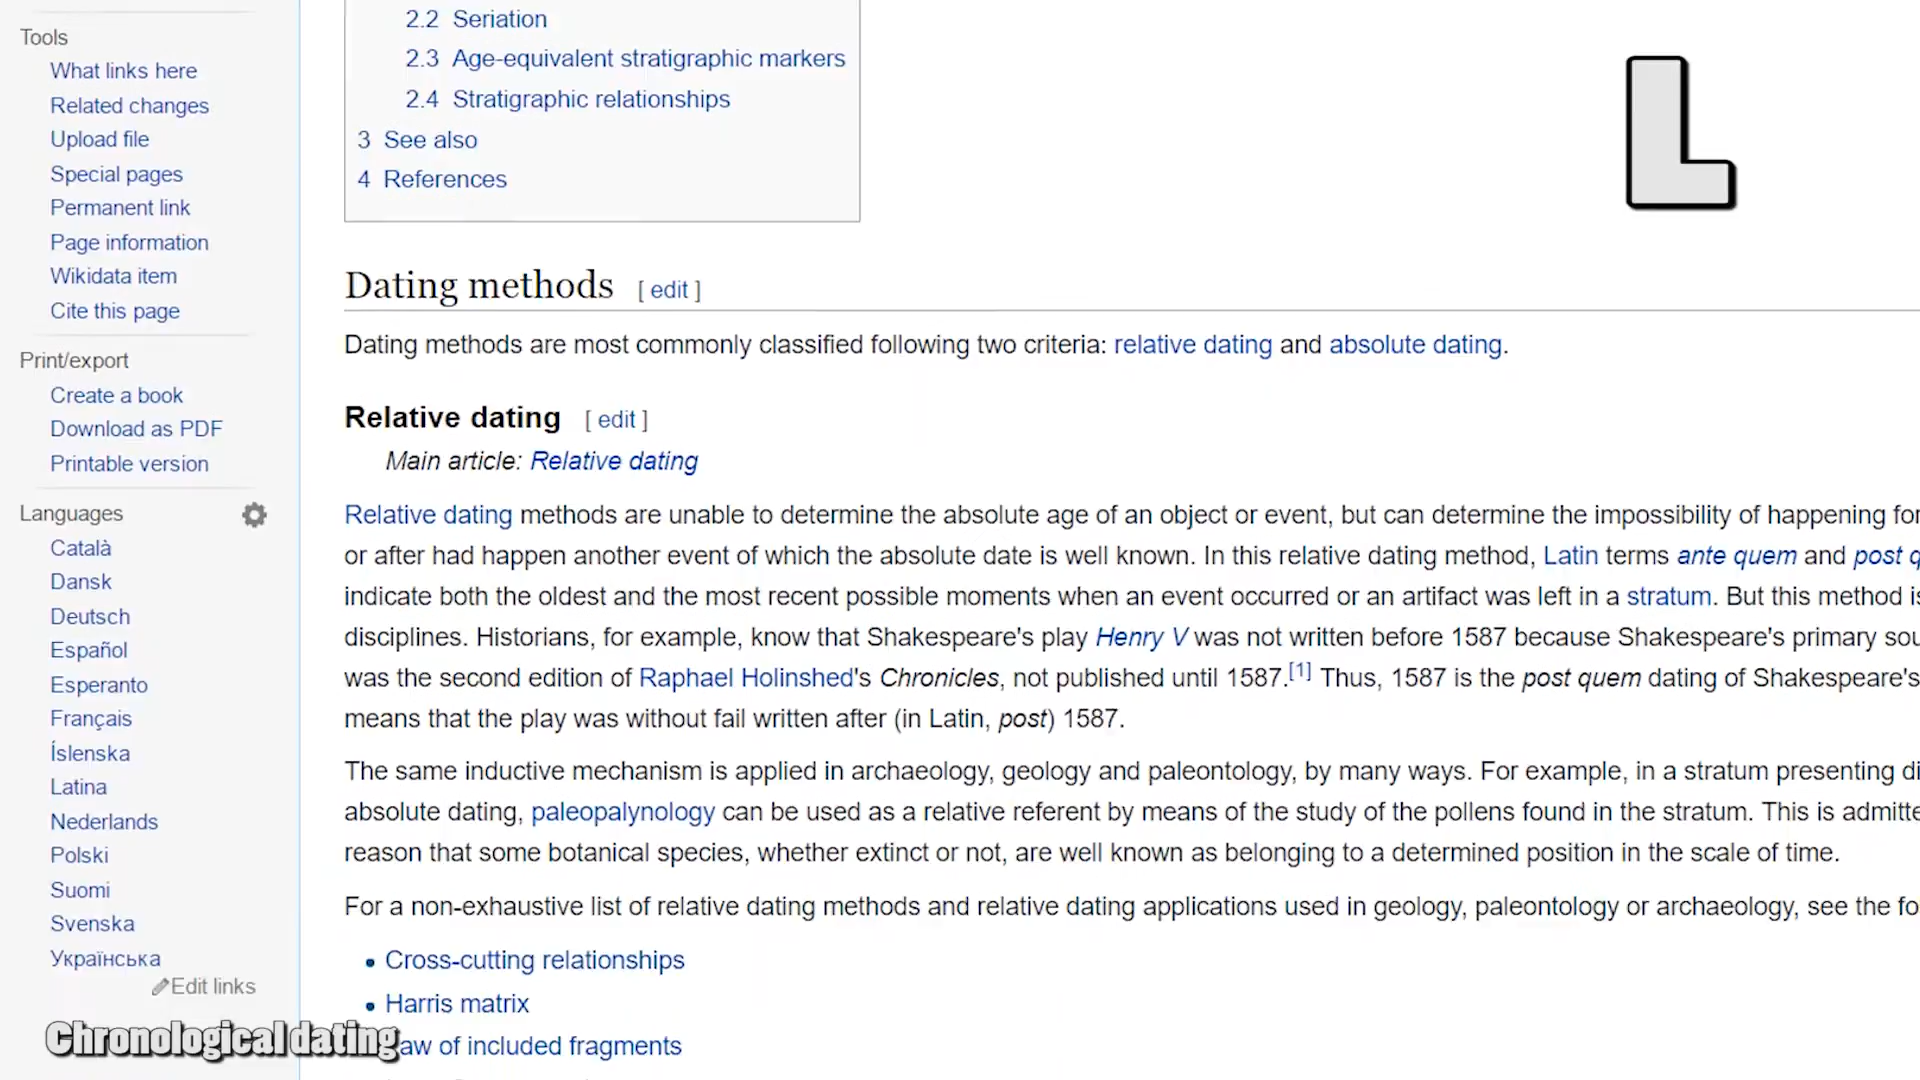 Tools
What links here
Related changes
Upload file
Special pages
Permanent link
Page information
Wikidata item
Cite this page
Print/export
Create a book
Download as PDF
Printable version
Languages
Català
Dansk
Deutsch
Español
Esperanto
Français
Íslenska
Latina
Nederlands
Polski
Suomi
Svenska
Українська
Edit links
2.2 Seriation
2.3 Age-equivalent stratigraphic markers
2.4 Stratigraphic relationships
3 See also
4 References
L
Dating methods [ edit ]
Dating methods are most commonly classified following two criteria: relative dating and absolute dating.
Relative dating [ edit ]
Main article: Relative dating
Relative dating methods are unable to determine the absolute age of an object or event, but can determine the impossibility of happening for
or after had happen another event of which the absolute date is well known. In this relative dating method, Latin terms ante quem and post q
indicate both the oldest and the most recent possible moments when an event occurred or an artifact was left in a stratum. But this method is
disciplines. Historians, for example, know that Shakespeare's play Henry V was not written before 1587 because Shakespeare's primary sou
was the second edition of Raphael Holinshed's Chronicles, not published until 1587.[1] Thus, 1587 is the post quem dating of Shakespeare's
means that the play was without fail written after (in Latin, post) 1587.
The same inductive mechanism is applied in archaeology, geology and paleontology, by many ways. For example, in a stratum presenting di
absolute dating, paleopalynology can be used as a relative referent by means of the study of the pollens found in the stratum. This is admitte
reason that some botanical species, whether extinct or not, are well known as belonging to a determined position in the scale of time.
For a non-exhaustive list of relative dating methods and relative dating applications used in geology, paleontology or archaeology, see the fo
• Cross-cutting relationships
• Harris matrix
aw of included fragments
Chronological dating